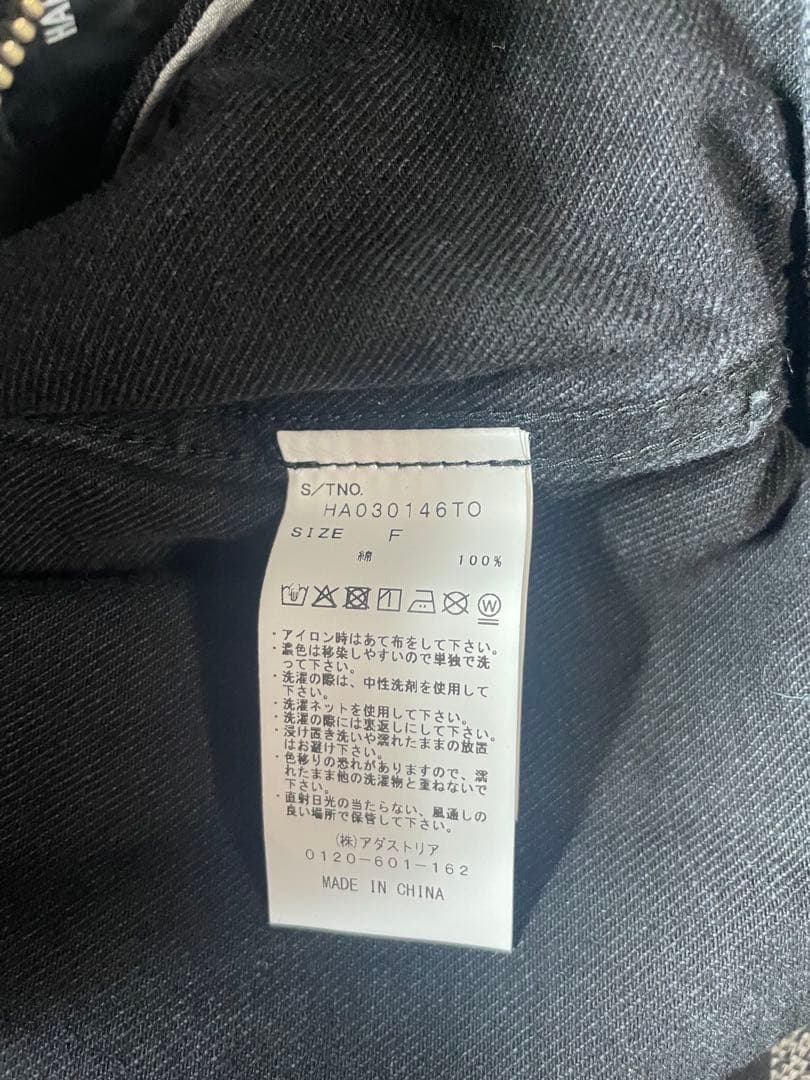 HA
S/TNO.
HA030146TO
SIZE F
綿 100%
・アイロン時はあて布をして下さい。
・濃色は移染しやすいので単独で洗
って下さい。
・洗濯の際は、中性洗剤を使用して
下さい。
・洗濯ネットを使用して下さい。
・洗濯の際には裏返しにして下さい。
・浸け置き洗いや濡れたままの放置
はお避け下さい。
・色移りの恐れがありますので、濡
れたまま他の洗濯物と重ねないで
下さい。
・直射日光の当たらない、風通しの
良い場所で保管して下さい。
(株)アダストリア
0120-601-162
MADE IN CHINA